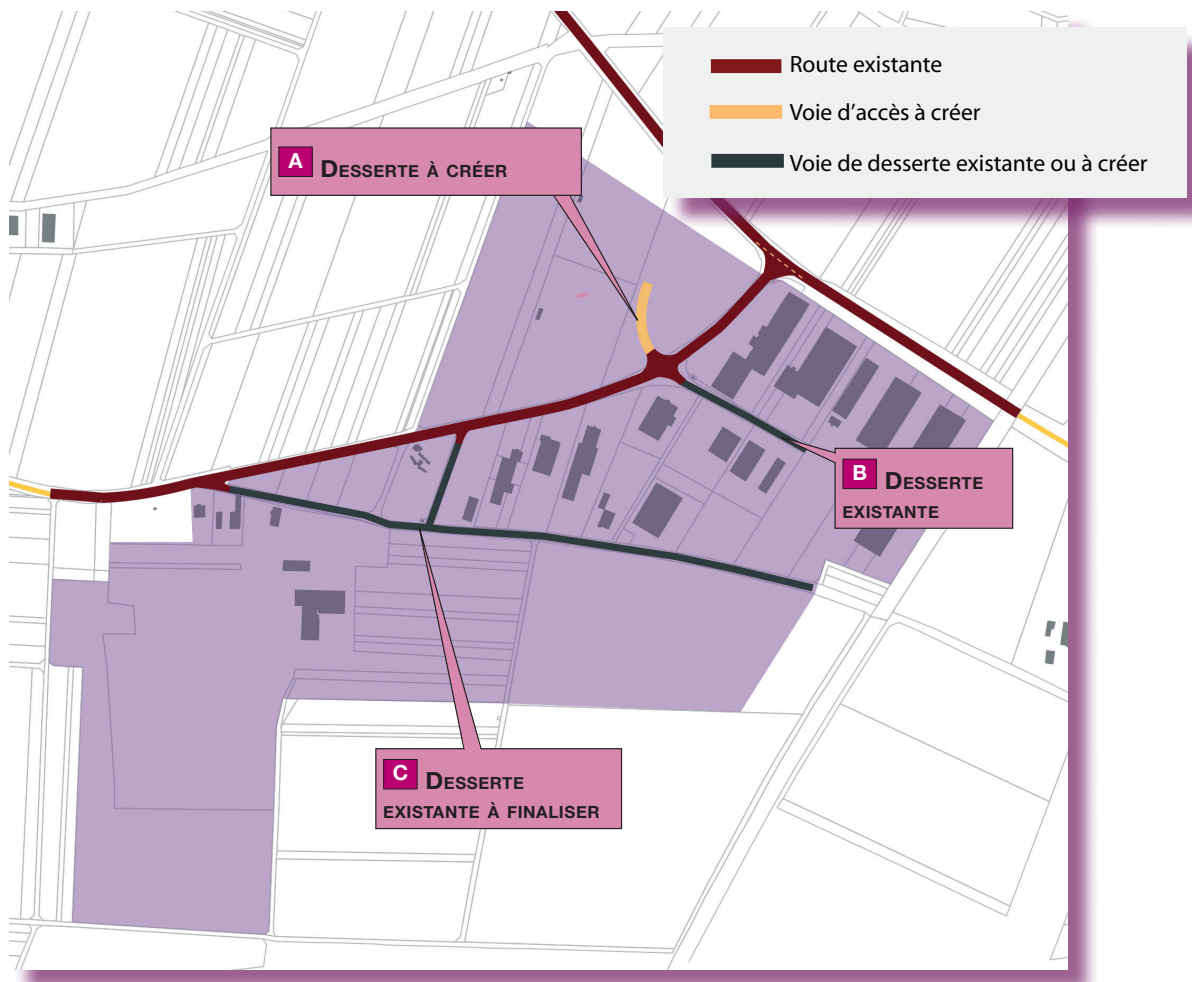 Route existante
Voie d'accès à créer
Voie de desserte existante ou à créer
A DESSERTE À CRÉER
B DESSERTE
EXISTANTE
C DESSERTE
EXISTANTE À FINALISER